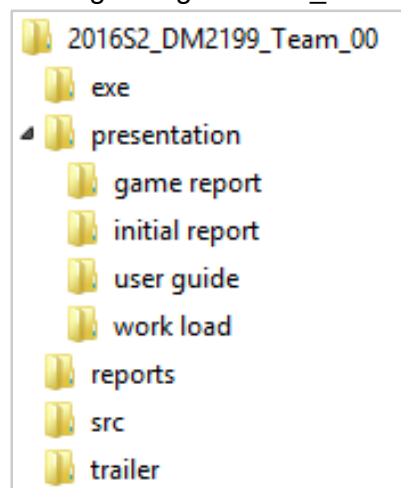 2016S2_DM2199_Team_00
exe
presentation
game report
initial report
user guide
work load
reports
src
trailer